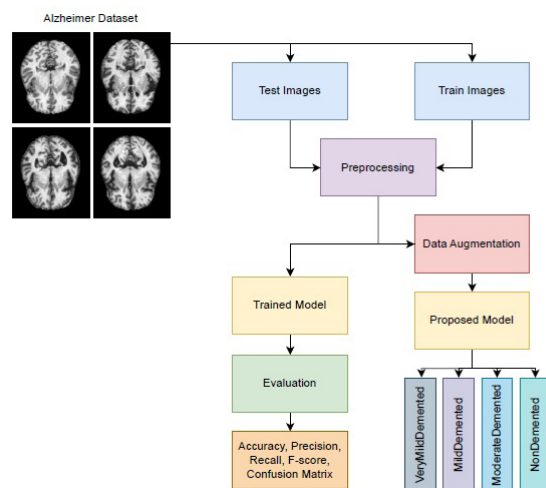 Alzheimer Dataset
Test Images
Train Images
Preprocessing
Data Augmentation
Trained Model
Proposed Model
Evaluation
VeryMildDemented
MildDemented
ModerateDemented
NonDemented
Accuracy, Precision,
Recall, F-score,
Confusion Matrix